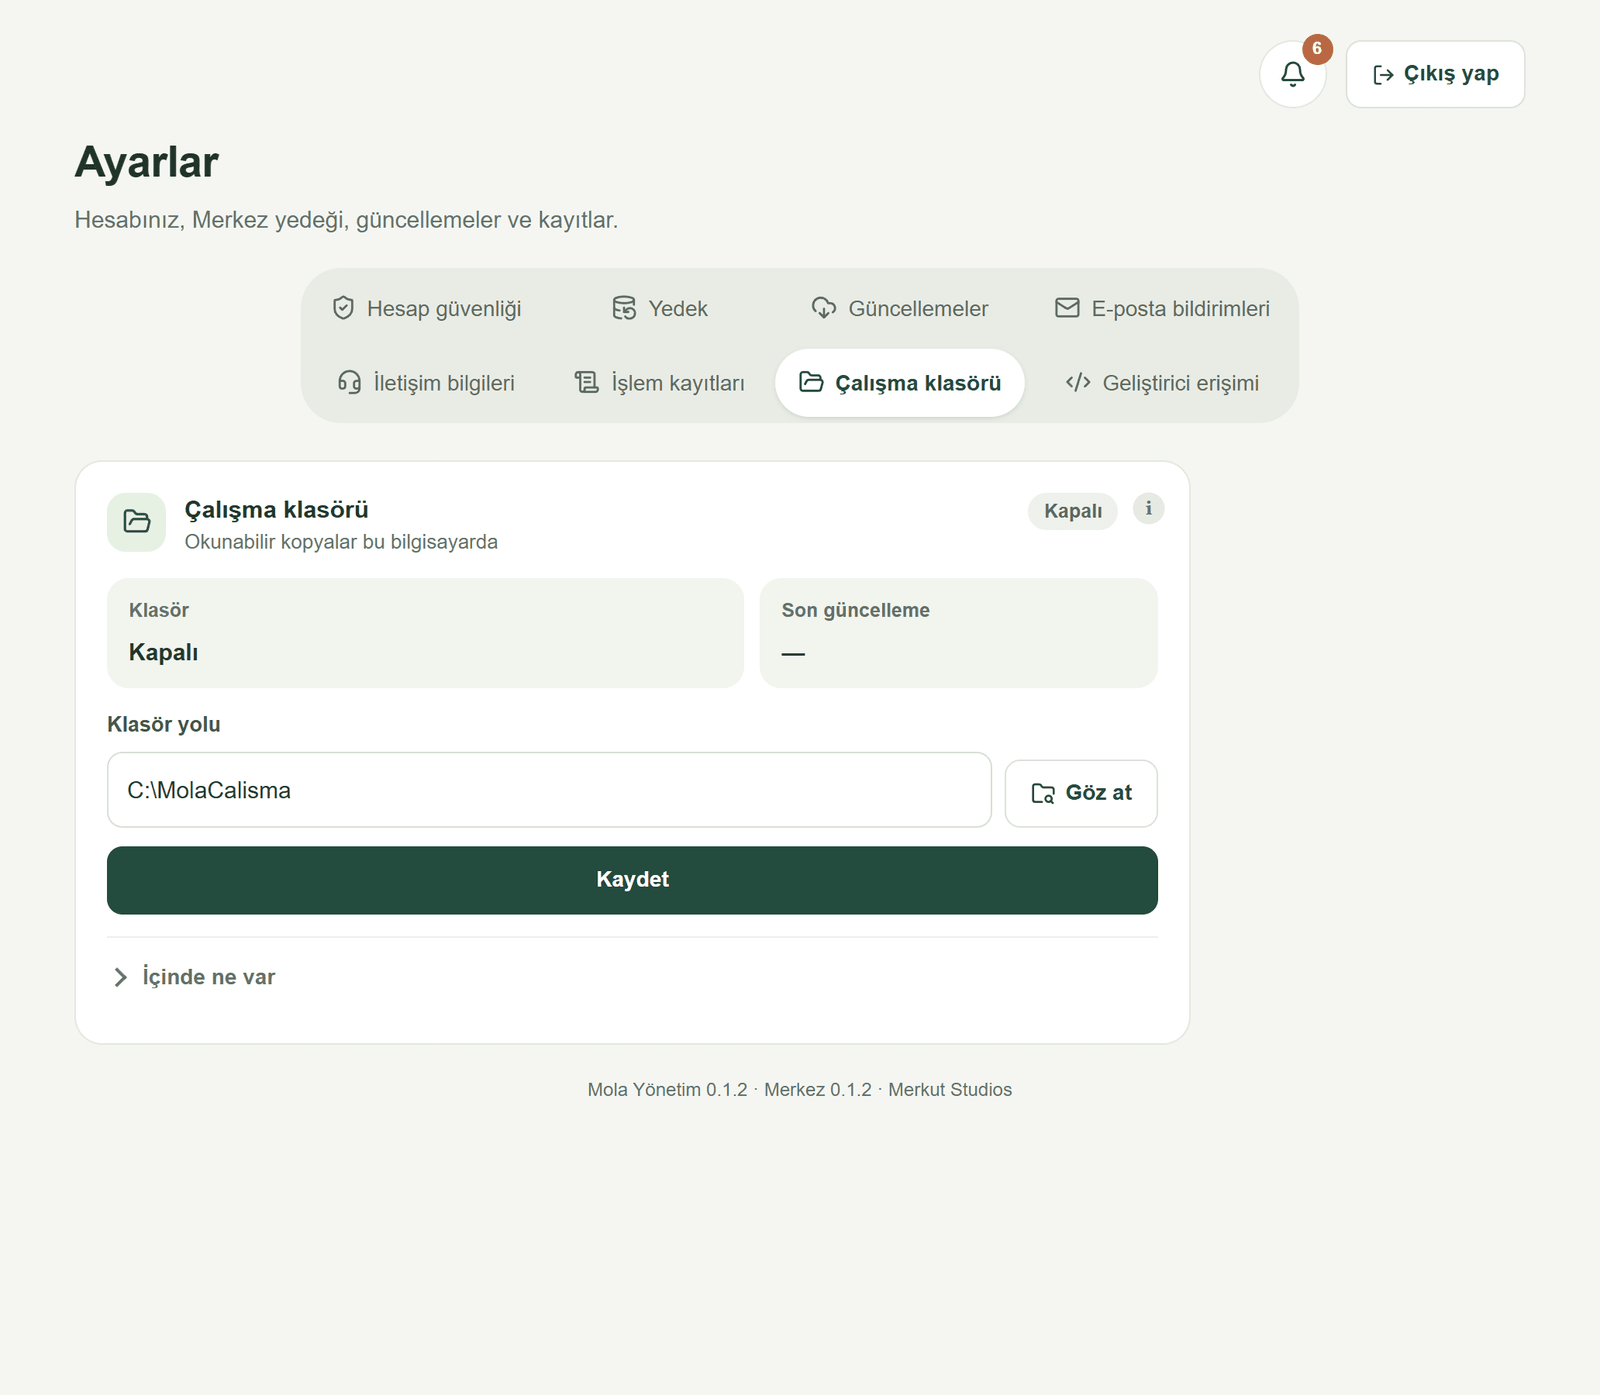 6
Çıkış yap
Ayarlar
Hesabınız, Merkez yedeği, güncellemeler ve kayıtlar.
Hesap güvenliği
Yedek
Güncellemeler
E-posta bildirimleri
İletişim bilgileri
İşlem kayıtları
Çalışma klasörü
Geliştirici erişimi
Çalışma klasörü
Kapalı
i
Okunabilir kopyalar bu bilgisayarda
Klasör
Kapalı
Son güncelleme
—
Klasör yolu
C:\MolaCalisma
Göz at
Kaydet
İçinde ne var
Mola Yönetim 0.1.2 · Merkez 0.1.2 · Merkut Studios